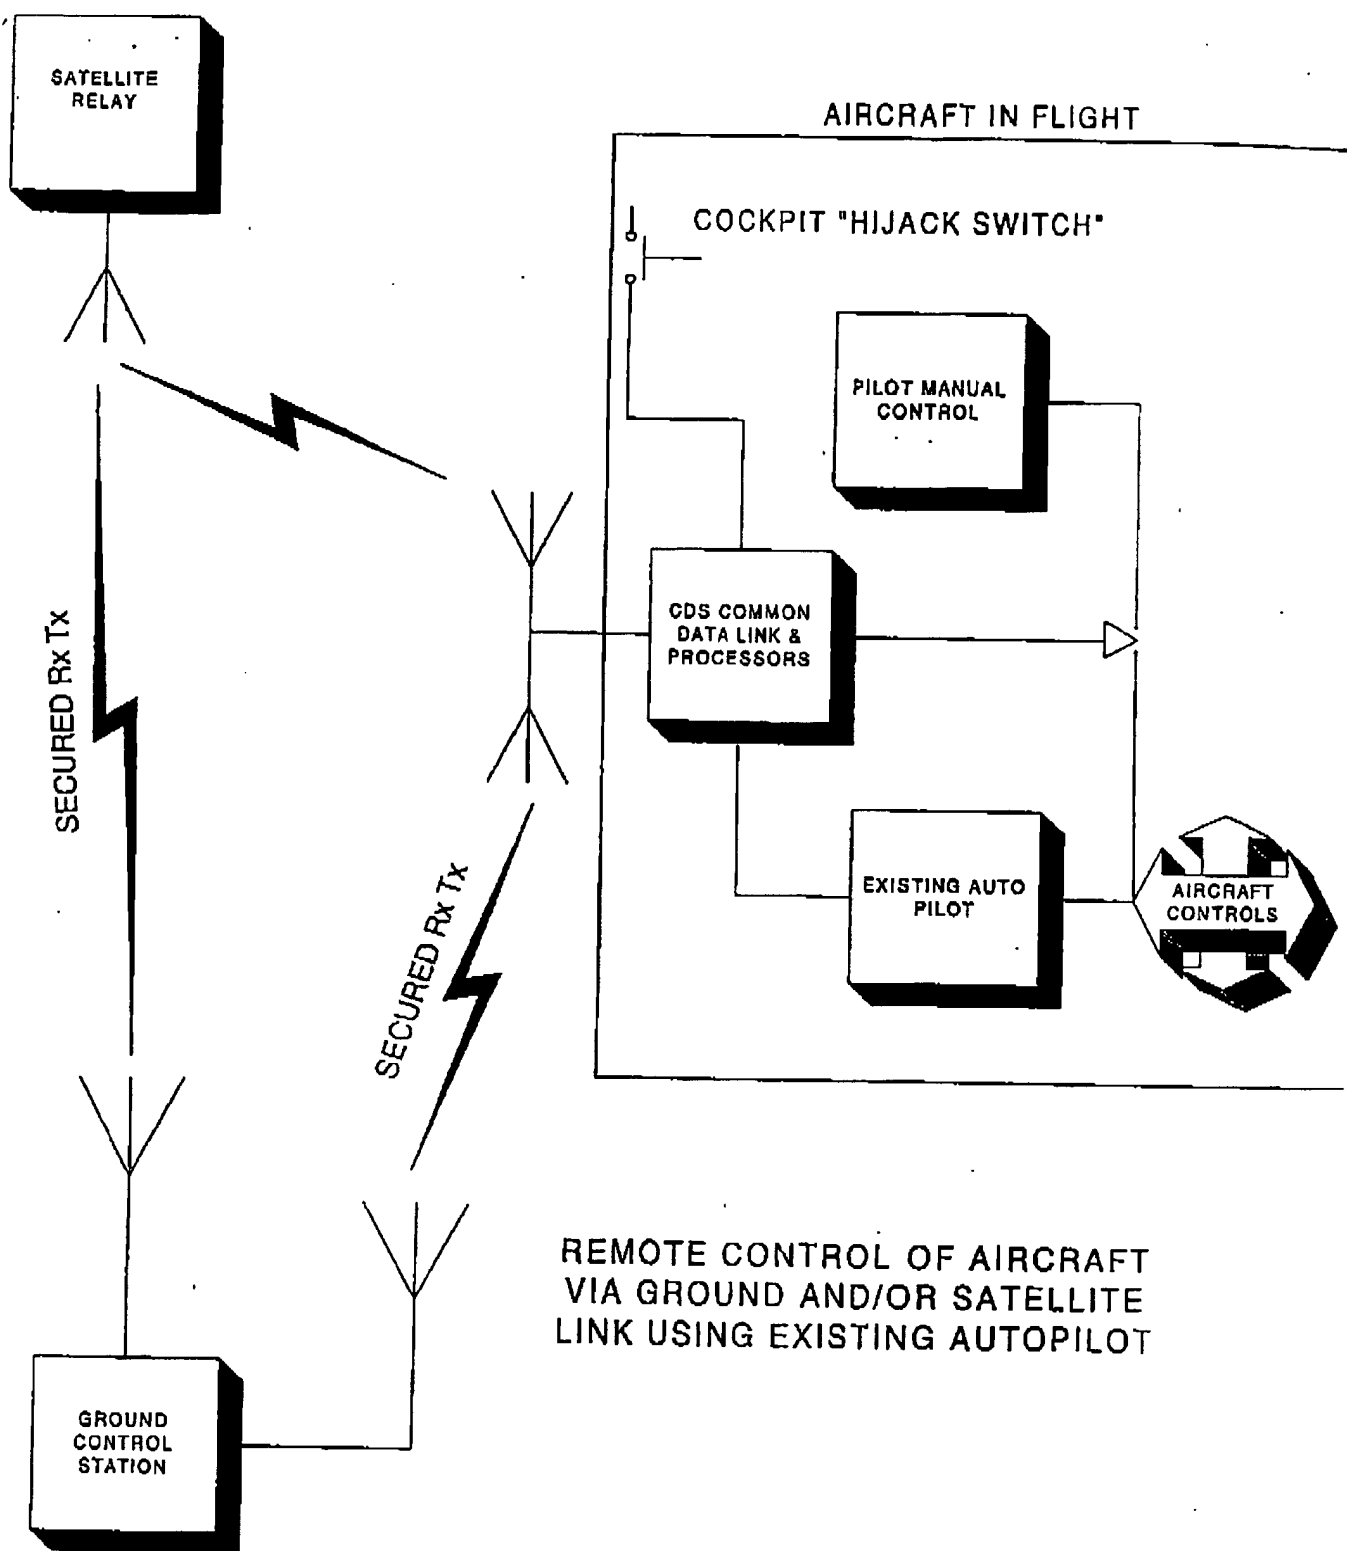 SATELLITE
RELAY
AIRCRAFT IN FLIGHT
COCKPIT "HIJACK SWITCH"
PILOT MANUAL
CONTROL
CDS COMMON
DATA LINK &
PROCESSORS
SECURED Rx Tx
SECURED Rx Tx
EXISTING AUTO
PILOT
AIRCRAFT
CONTROLS
REMOTE CONTROL OF AIRCRAFT
VIA GROUND AND/OR SATELLITE
LINK USING EXISTING AUTOPILOT
GROUND
CONTROL
STATION